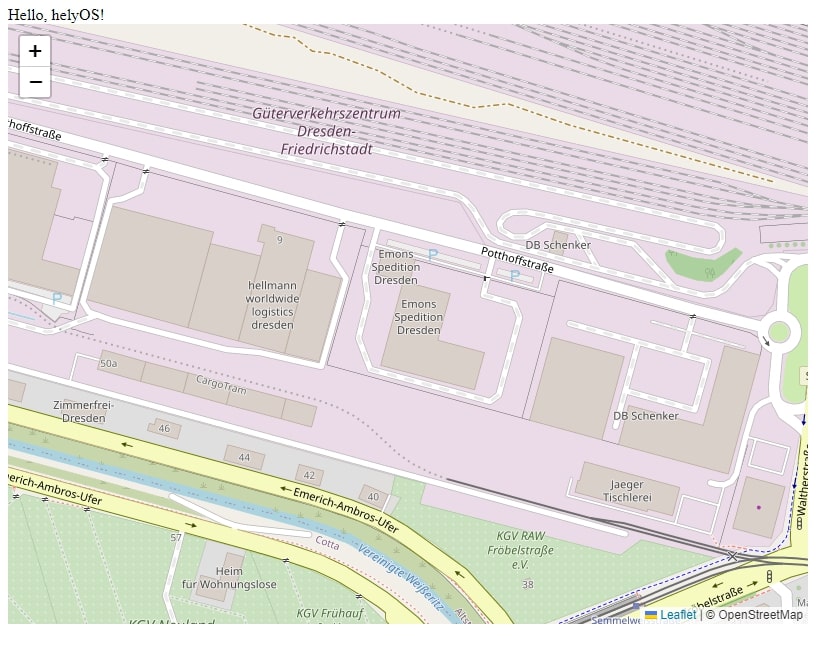 Hello, helyOS!
+
−
Güterverkehrszentrum
Dresden-
Friedrichstadt
hoffstraße
Potthoffstraße
DB Schenker
9
Emons
Spedition
Dresden
P
P
hellmann
worldwide
logistics
dresden
Emons
Spedition
Dresden
P
50a
CargoTram
DB Schenker
Zimmerfrei-
Dresden
46
44
42
40
Jaeger
Tischlerei
Waltherstraße
Emerich-Ambros-Ufer
erich-Ambros-Ufer
57
Cotta
Vereinigte Weißeritz
KGV RAW
Fröbelstraße
e.V.
38
Heim
für Wohnungslose
KGV Frühauf
KGV Neuland
Semmelwe
belstraße
Leaflet | © OpenStreetMap